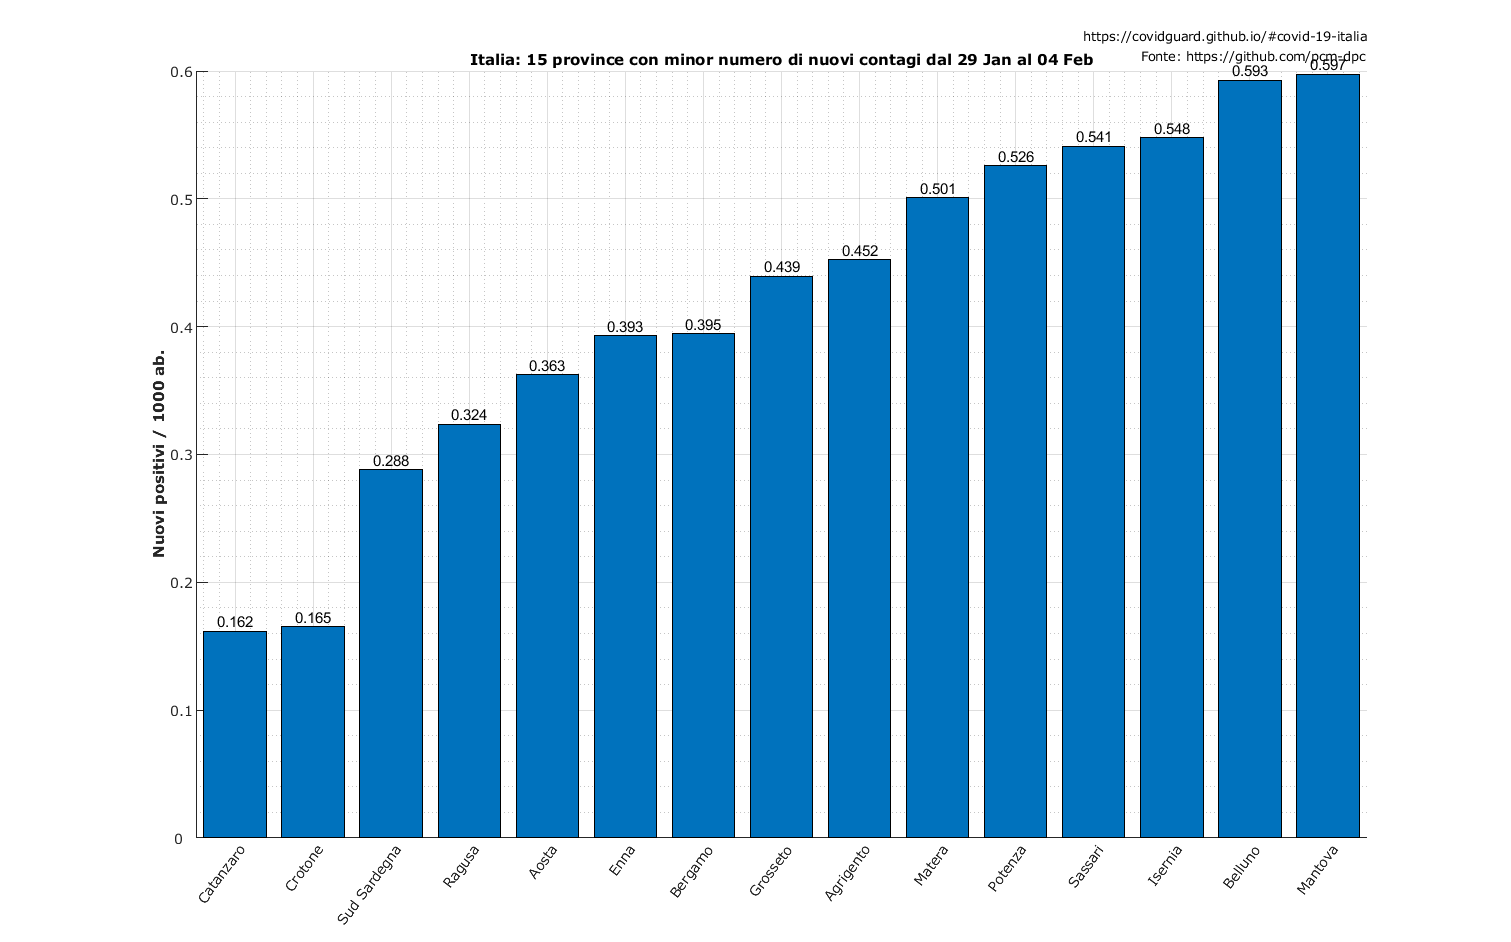 https://covidguard.github.io/#covid-19-italia
Fonte: https://github.com/pcm-dpc
Italia: 15 province con minor numero di nuovi contagi dal 29 Jan al 04 Feb
Nuovi positivi / 1000 ab.
0.6
0.5
0.4
0.3
0.2
0.1
0
0.162
0.165
0.288
0.324
0.363
0.393
0.395
0.439
0.452
0.501
0.526
0.541
0.548
0.593
0.597
Catanzaro
Crotone
Sud Sardegna
Ragusa
Aosta
Enna
Bergamo
Grosseto
Agrigento
Matera
Potenza
Sassari
Isernia
Belluno
Mantova